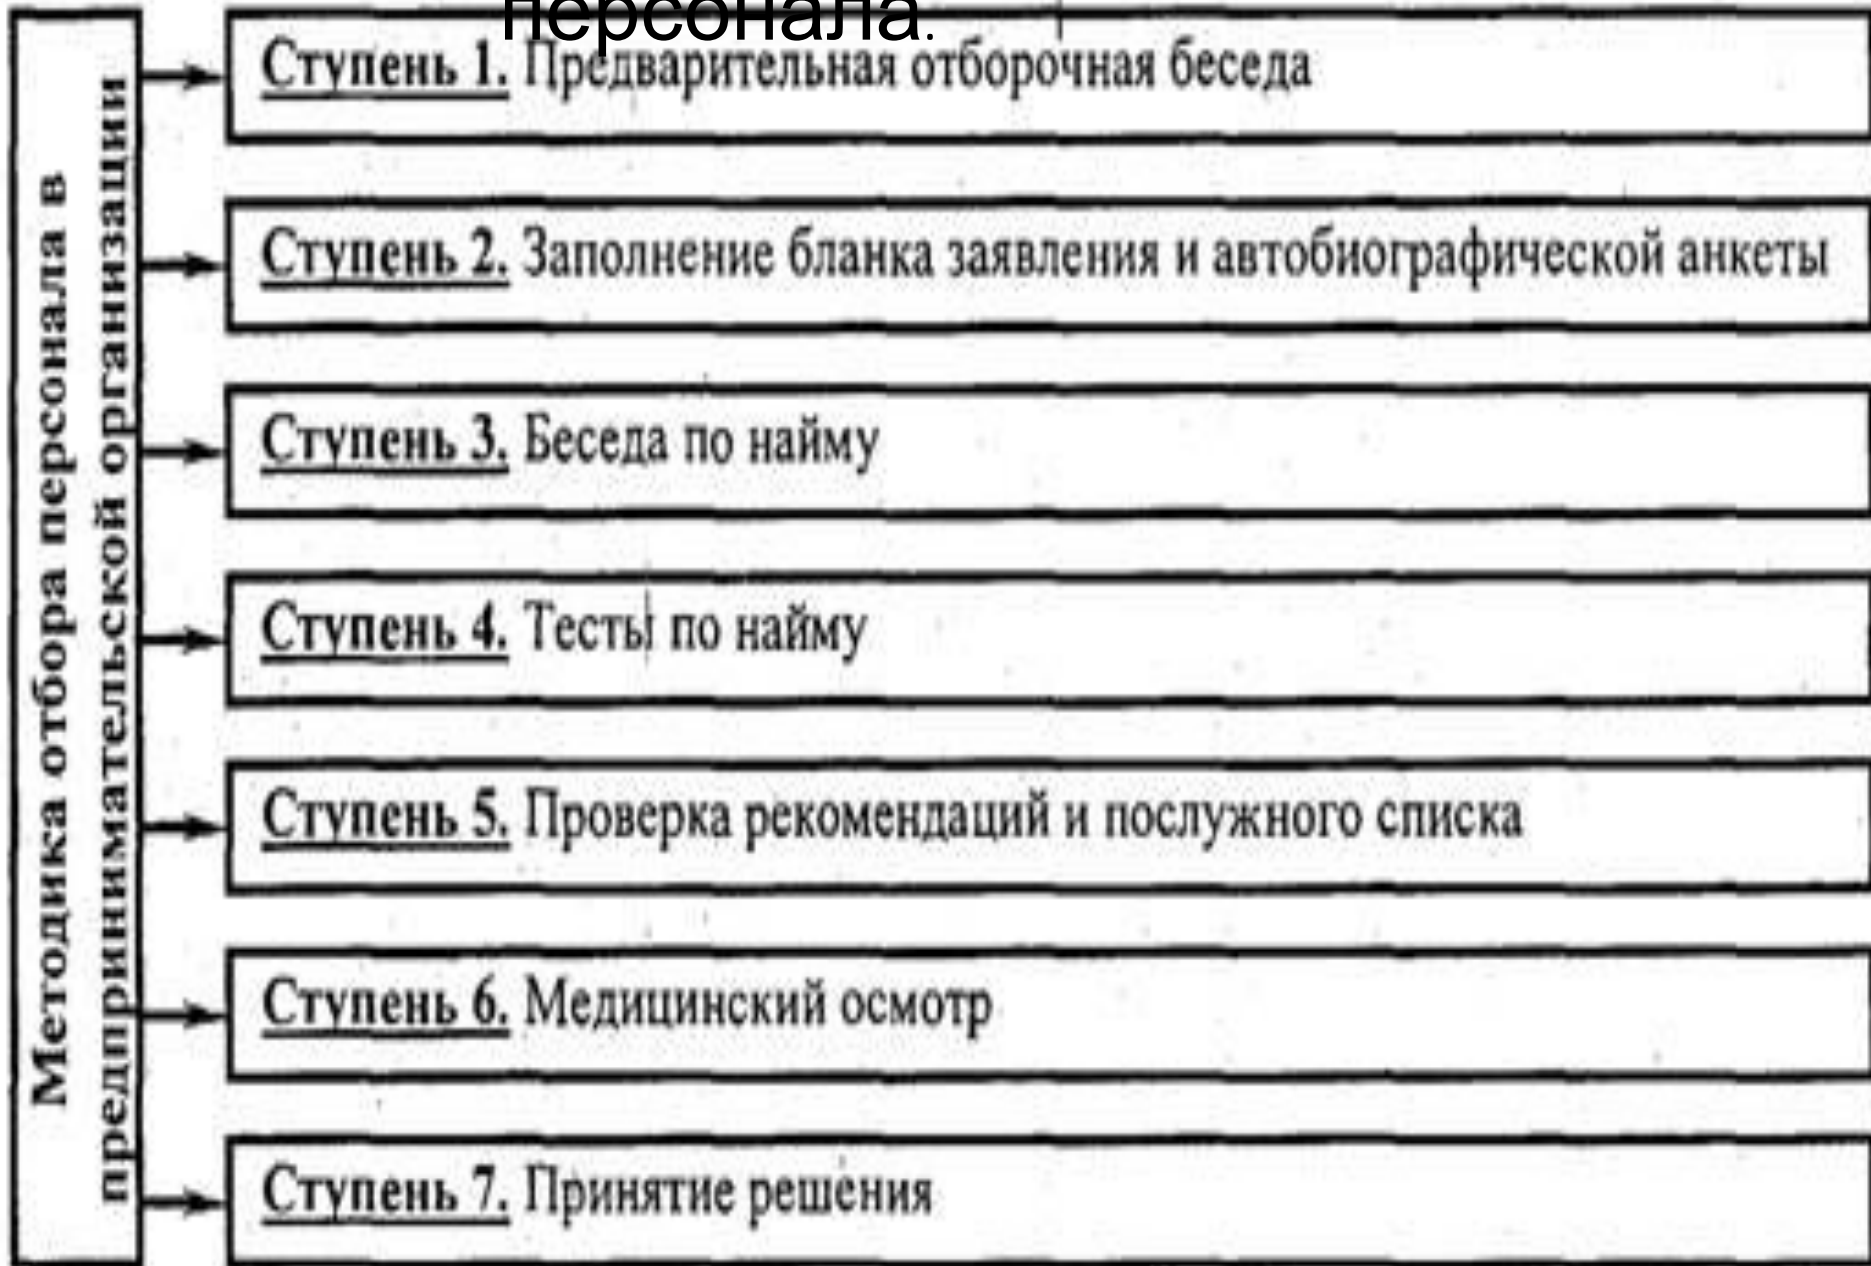 персонала.
Методика отбора персонала в
предпринимательской организации
Ступень 1. Предварительная отборочная беседа
Ступень 2. Заполнение бланка заявления и автобиографической анкеты
Ступень 3. Беседа по найму
Ступень 4. Тесты по найму
Ступень 5. Проверка рекомендаций и послужного списка
Ступень 6. Медицинский осмотр
Ступень 7. Принятие решения